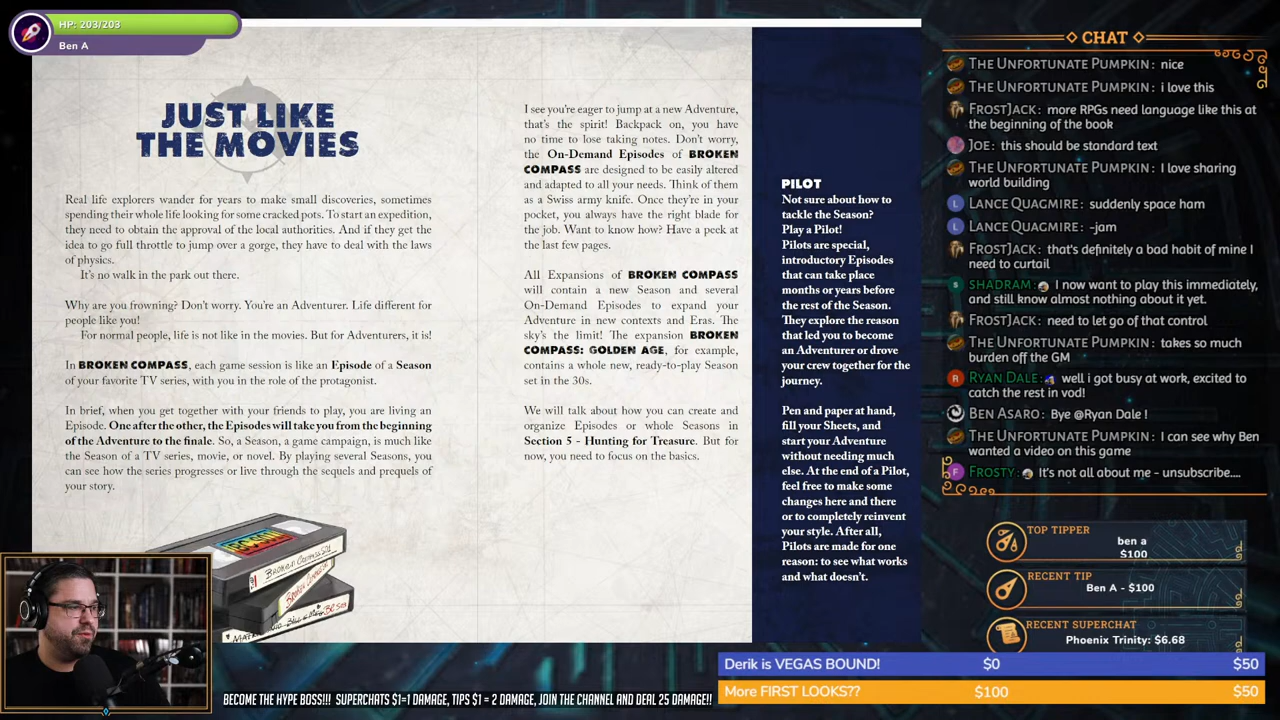 HP: 203/203
Ben A
JUST LIKE
THE MOVIES
Real life explorers wander for years to make small discoveries, sometimes
spending their whole life looking for some cracked pots. To start an expedition,
they need to obtain the approval of the local authorities. And if they get the
idea to go full throttle to jump over a gorge, they have to deal with the laws
of physics.
It's no walk in the park out there.
Why are you frowning? Don't worry. You're an Adventurer. Life different for
people like you!
For normal people, life is not like in the movies. But for Adventurers, it is!
In BROKEN COMPASS, each game session is like an Episode of a Season
of your favorite TV series, with you in the role of the protagonist.
In brief, when you get together with your friends to play, you are living an
Episode. One after the other, the Episodes will take you from the beginning
of the Adventure to the finale. So, a Season, a game campaign, is much like
the Season of a TV series, movie, or novel. By playing several Seasons, you
can see how the series progresses or live through the sequels and prequels of
your story.
I see you're eager to jump at a new Adventure,
that's the spirit! Backpack on, you have
no time to lose taking notes. Don't worry,
the On-Demand Episodes of BROKEN
COMPASS are designed to be easily altered
and adapted to all your needs. Think of them
as a Swiss army knife. Once they're in your
pocket, you always have the right blade for
the job. Want to know how? Have a peek at
the last few pages.
All Expansions of BROKEN COMPASS
will contain a new Season and several
On-Demand Episodes to expand your
Adventure in new contexts and Eras. The
sky's the limit! The expansion BROKEN
COMPASS: GOLDEN AGE, for example,
contains a whole new, ready-to-play Season
set in the 30s.
We will talk about how you can create and
organize Episodes or whole Seasons in
Section 5 - Hunting for Treasure. But for
now, you need to focus on the basics.
PILOT
Not sure about how to
tackle the Season?
Play a Pilot!
Pilots are special,
introductory Episodes
that can take place
months or years before
the rest of the Season.
They explore the reason
that led you to become
an Adventurer or drove
your crew together for the
journey.
Pen and paper at hand,
fill your Sheets, and
start your Adventure
without needing much
else. At the end of a Pilot,
feel free to make some
changes here and there
or to completely reinvent
your style. After all,
Pilots are made for one
reason: to see what works
and what doesn't.
CHAT
THE UNFORTUNATE PUMPKIN: nice
THE UNFORTUNATE PUMPKIN: i love this
FROSTJACK: more RPGs need language like this at
the beginning of the book
JOE: this should be standard text
THE UNFORTUNATE PUMPKIN: I love sharing
world building
L LANCE QUAGMIRE: suddenly space ham
L LANCE QUAGMIRE: -jam
FROSTJACK: that's definitely a bad habit of mine I
need to curtail
S SHADRAM: I now want to play this immediately,
and still know almost nothing about it yet.
FROSTJACK: need to let go of that control
THE UNFORTUNATE PUMPKIN: takes so much
burden off the GM
R RYAN DALE: well i got busy at work, excited to
catch the rest in vod!
BEN ASARO: Bye @Ryan Dale !
THE UNFORTUNATE PUMPKIN: I can see why Ben
wanted a video on this game
F FROSTY: It's not all about me - unsubscribe....
TOP TIPPER
ben a
$100
RECENT TIP
Ben A - $100
RECENT SUPERCHAT
Phoenix Trinity: $6.68
Derik is VEGAS BOUND! $0 $50
More FIRST LOOKS?? $100 $50
BECOME THE HYPE BOSS!!! SUPERCHATS $1=1 DAMAGE, TIPS $1 = 2 DAMAGE, JOIN THE CHANNEL AND DEAL 25 DAMAGE!!